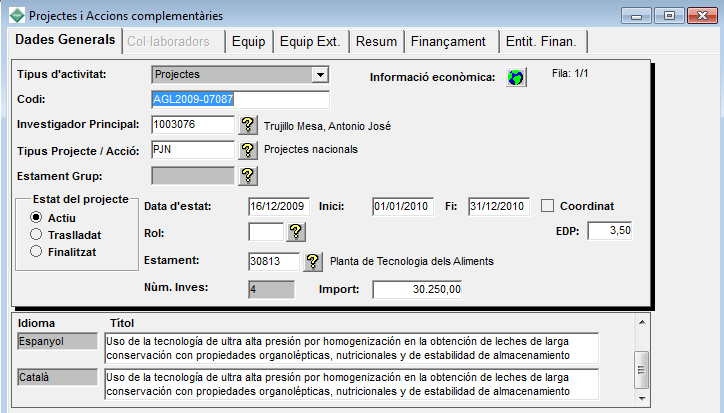 Projectes i Accions complementàries
Dades Generals Col·laboradors Equip Equip Ext. Resum Finançament Entit. Finan.
Tipus d'activitat: Projectes Informació econòmica: Fila: 1/1
Codi: AGL2009-07087
Investigador Principal: 1003076 ? Trujillo Mesa, Antonio José
Tipus Projecte / Acció: PJN ? Projectes nacionals
Estament Grup: ?
Estat del projecte
Actiu
Traslladat
Finalitzat
Data d'estat: 16/12/2009 Inici: 01/01/2010 Fi: 31/12/2010 Coordinat
Rol: ? EDP: 3,50
Estament: 30813 ? Planta de Tecnologia dels Aliments
Nùm. Inves: 4 Import: 30.250,00
Idioma Títol
Espanyol Uso de la tecnología de ultra alta presión por homogenización en la obtención de leches de larga
conservación con propiedades organolépticas, nutricionales y de estabilidad de almacenamiento
Català Uso de la tecnología de ultra alta presión por homogenización en la obtención de leches de larga
conservación con propiedades organolépticas, nutricionales y de estabilidad de almacenamiento